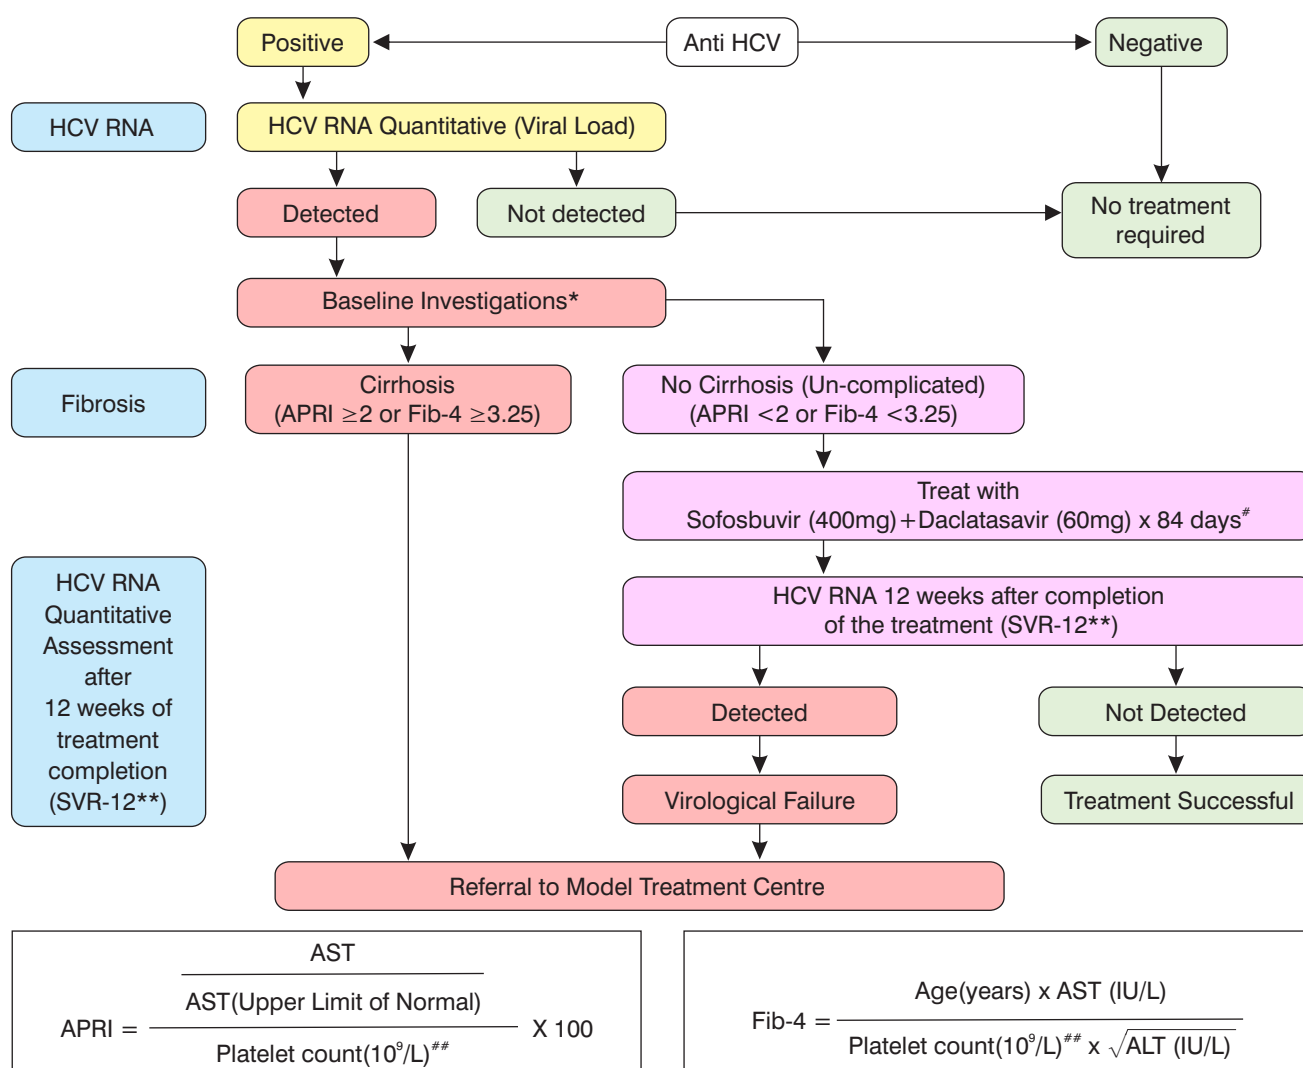 Positive
Anti HCV
Negative
HCV RNA
HCV RNA Quantitative (Viral Load)
Detected
Not detected
No treatment
required
Baseline Investigations*
Fibrosis
Cirrhosis
(APRI ≥2 or Fib-4 ≥3.25)
No Cirrhosis (Un-complicated)
(APRI <2 or Fib-4 <3.25)
Treat with
Sofosbuvir (400mg)+Daclatasavir (60mg) x 84 days#
HCV RNA
Quantitative
Assessment
after
12 weeks of
treatment
completion
(SVR-12**)
HCV RNA 12 weeks after completion
of the treatment (SVR-12**)
Detected
Not Detected
Virological Failure
Treatment Successful
Referral to Model Treatment Centre
AST
AST(Upper Limit of Normal)
APRI = X 100
Platelet count(10⁹/L)##
Age(years) x AST (IU/L)
Fib-4 =
Platelet count(10⁹/L)## x √ALT (IU/L)